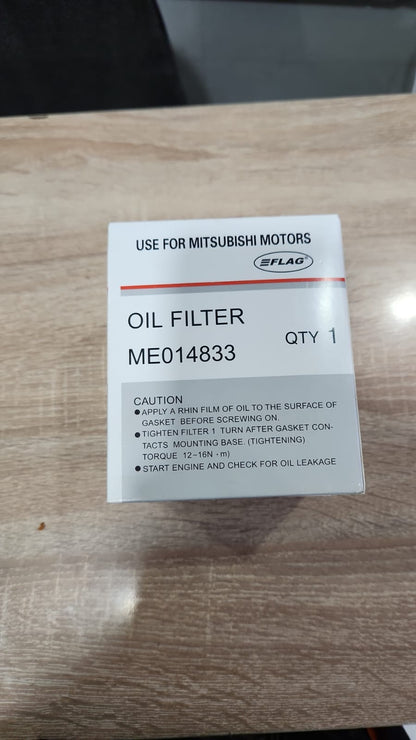 USE FOR MITSUBISHI MOTORS
EFLAG®
OIL FILTER
QTY 1
ME014833
CAUTION
● APPLY A RHIN FILM OF OIL TO THE SURFACE OF
GASKET BEFORE SCREWING ON.
● TIGHTEN FILTER 1 TURN AFTER GASKET CON-
TACTS MOUNTING BASE. (TIGHTENING)
TORQUE 12-16N·m)
● START ENGINE AND CHECK FOR OIL LEAKAGE